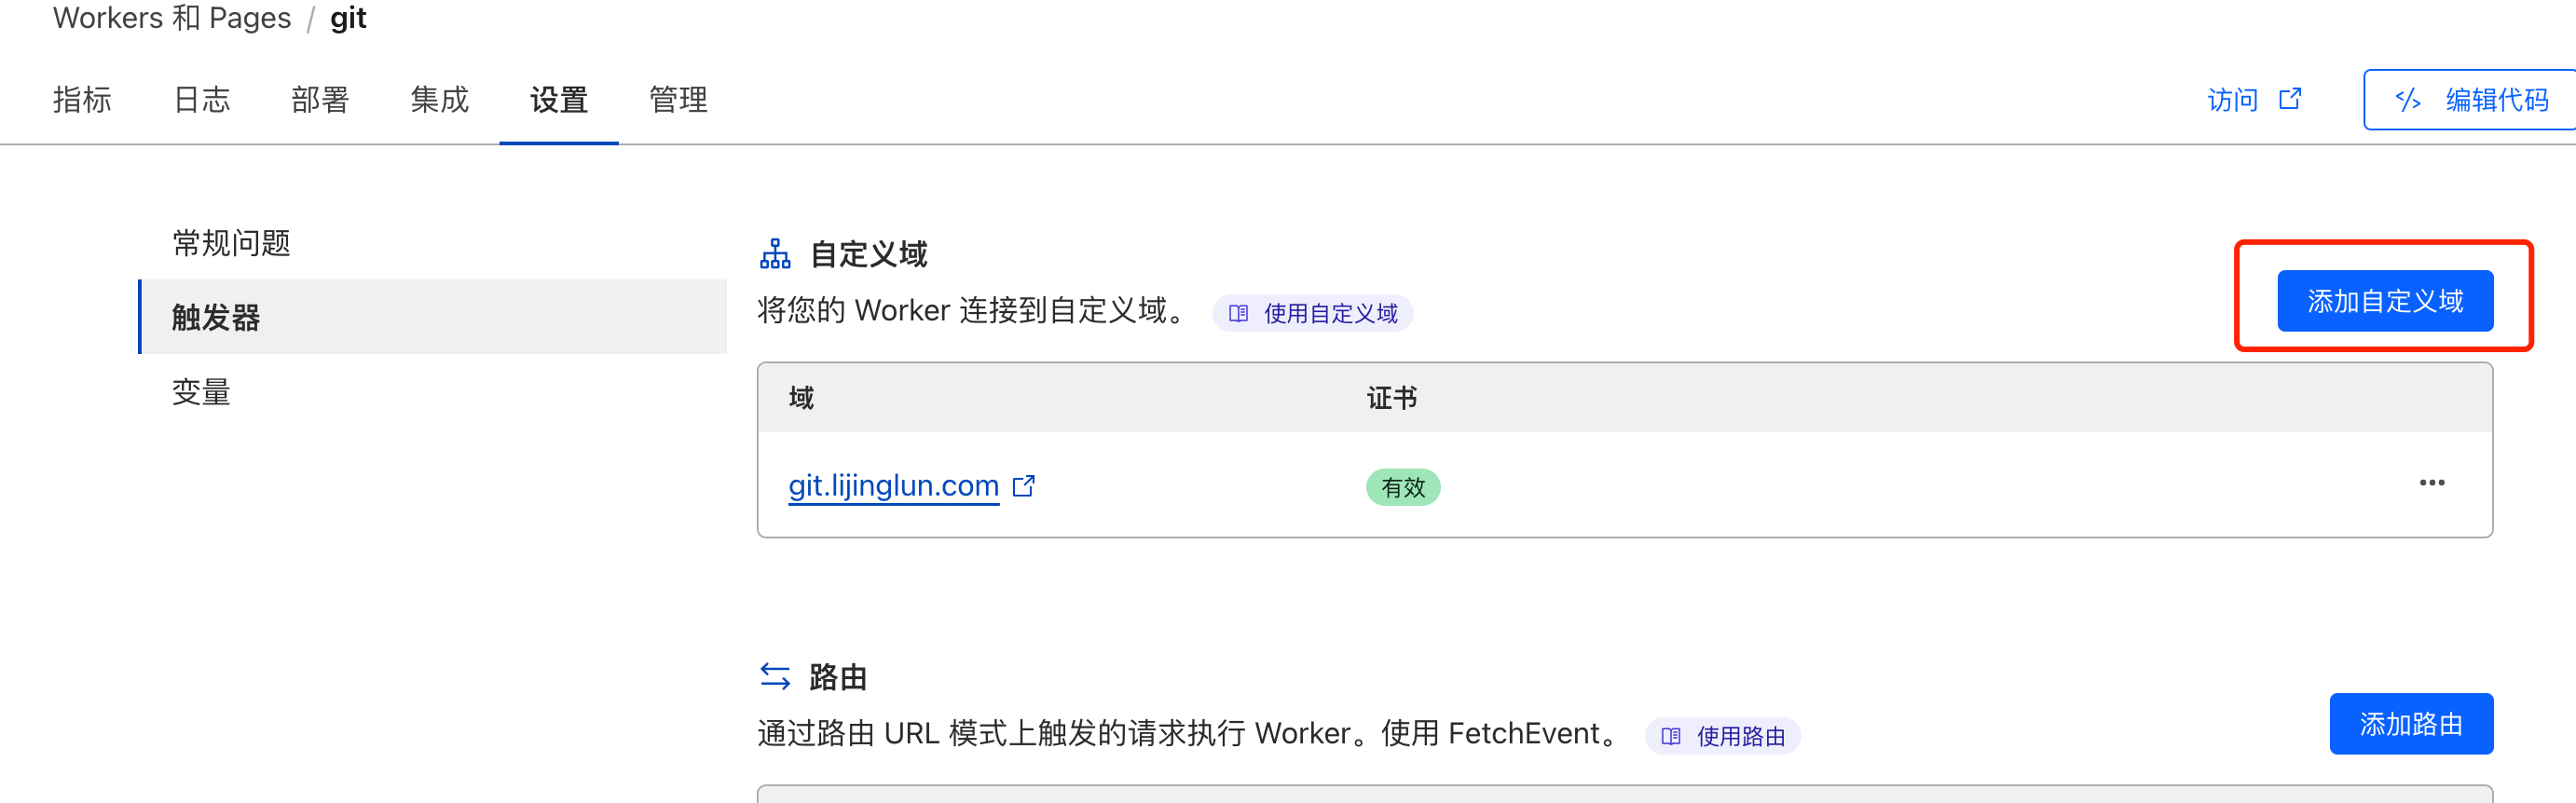 Workers 和 Pages / git
指标 日志 部署 集成 设置 管理 访问 编辑代码
常规问题
触发器
变量
自定义域
将您的 Worker 连接到自定义域。 使用自定义域
添加自定义域
域 证书
git.lijinglun.com 有效
路由
通过路由 URL 模式上触发的请求执行 Worker。使用 FetchEvent。 使用路由
添加路由